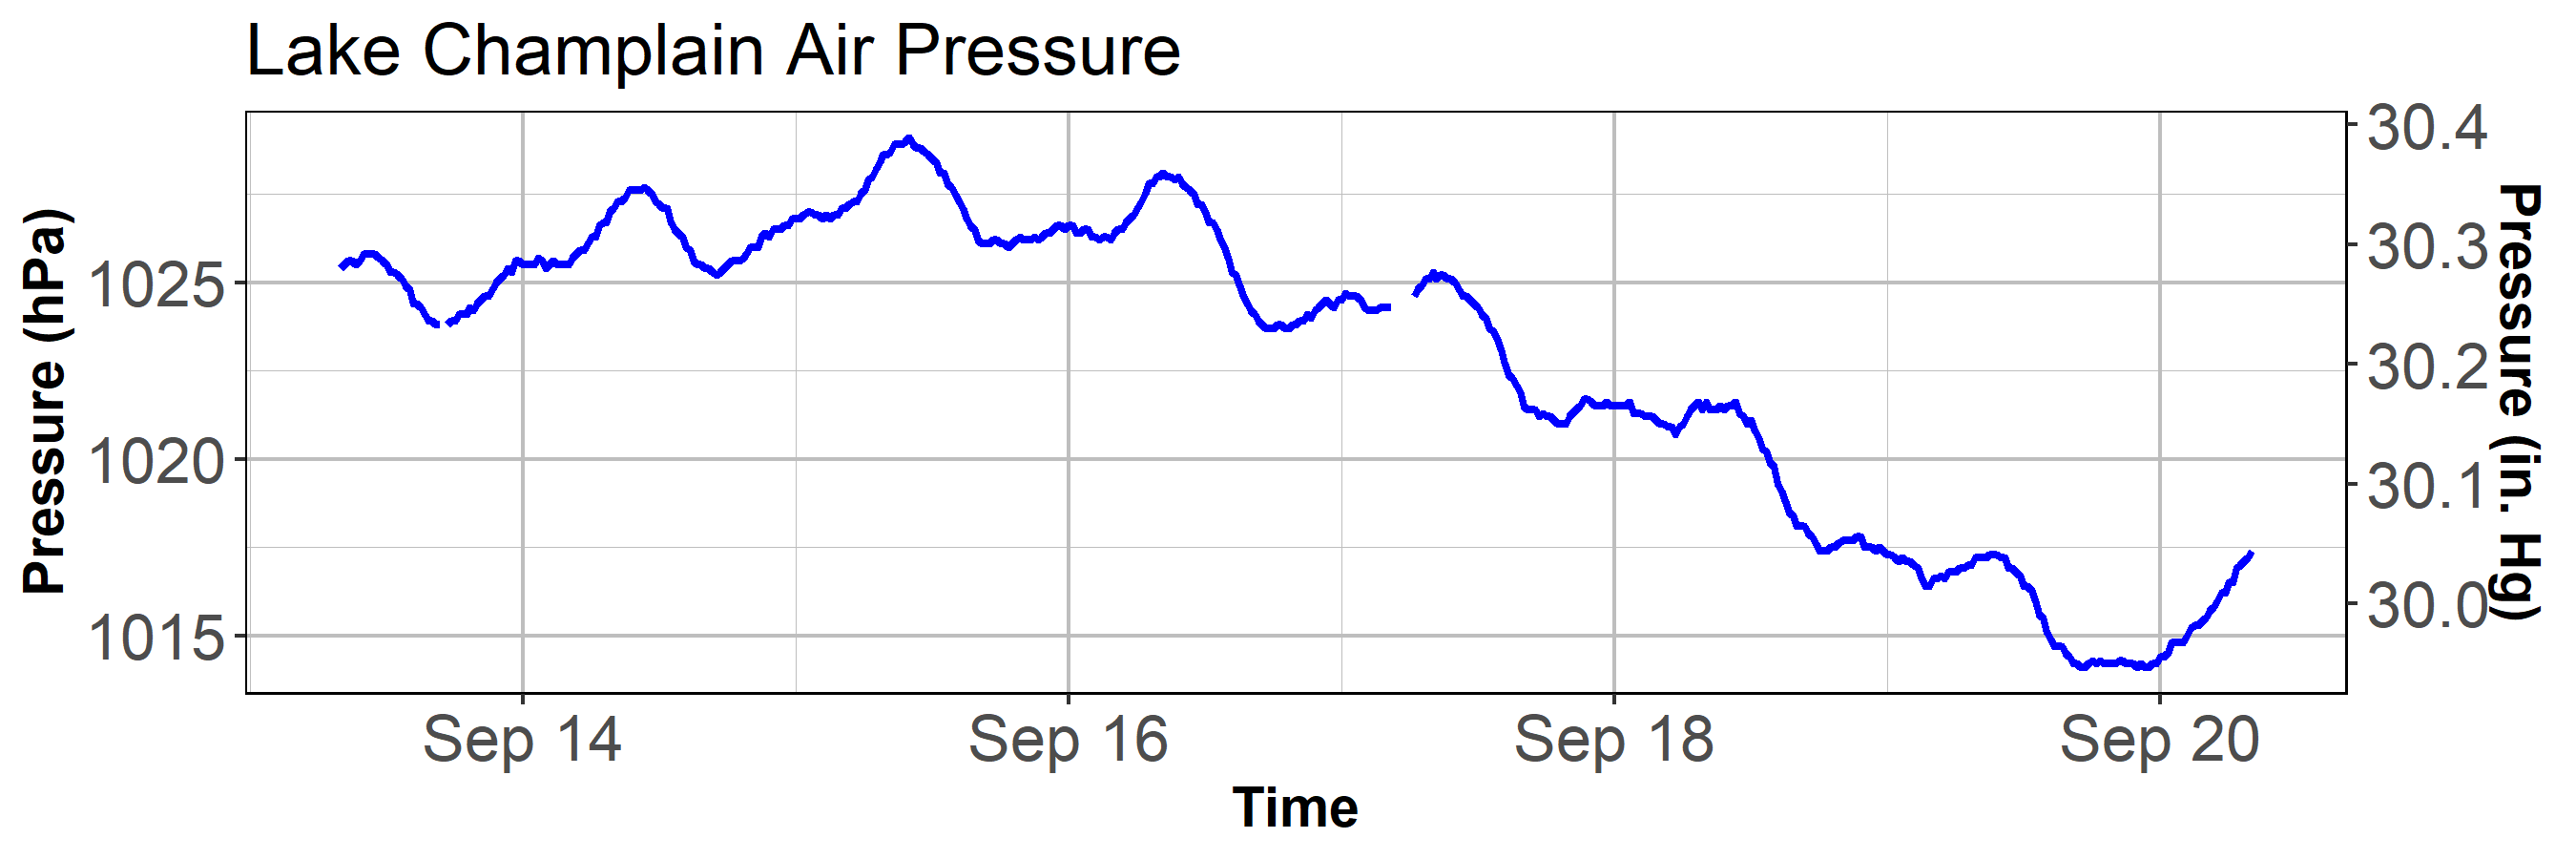 Lake Champlain Air Pressure
Pressure (hPa)
1025
1020
1015
30.4
30.3
30.2
30.1
30.0
Pressure (in. Hg)
Sep 14
Sep 16
Sep 18
Sep 20
Time